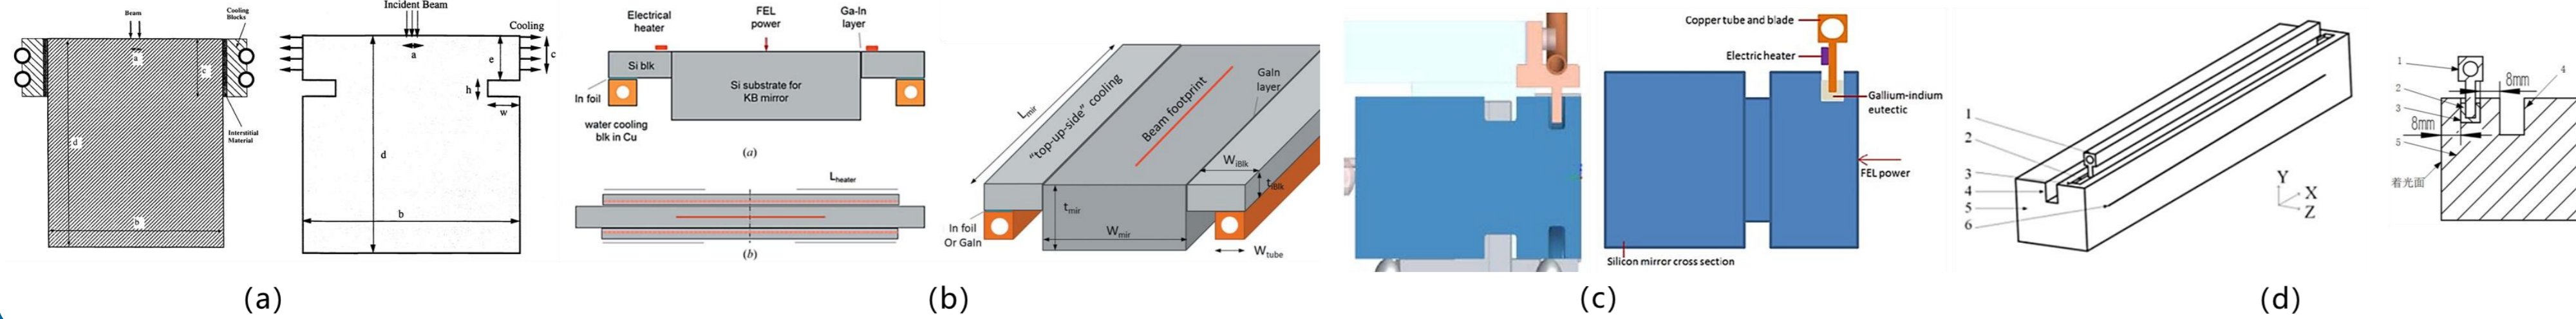 Beam
Cooling
Blocks
a
c
d
b
Interstitial
Material
Incident Beam
Cooling
a
e
c
h
w
d
b
(a)
Electrical
heater
FEL
power
Ga-In
layer
Si blk
Si substrate for
KB mirror
In foil
water cooling
blk in Cu
(a)
Lheater
(b)
Lmir
"top-up-side" cooling
Beam footprint
GaIn
layer
WiBlk
tiBlk
tmir
Wmir
In foil
Or GaIn
Wtube
(b)
Copper tube and blade
Electric heater
Gallium-indium
eutectic
FEL power
Silicon mirror cross section
(c)
1
2
3
4
5
6
Y
X
Z
1
2
3
5
4
8mm
8mm
着光面
(d)